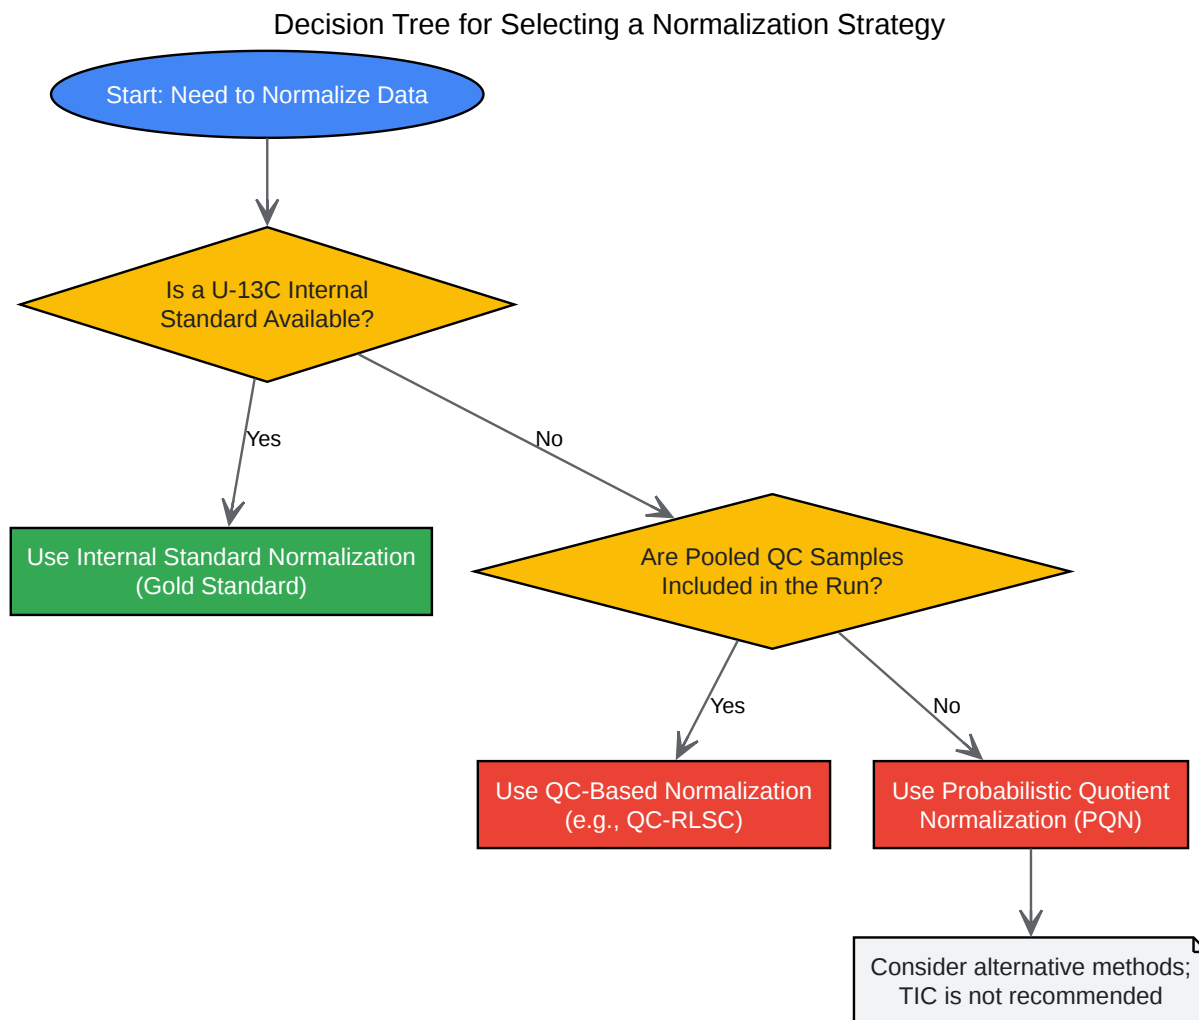 Decision Tree for Selecting a Normalization Strategy
Start: Need to Normalize Data
Is a U-13C Internal
Standard Available?
Yes
No
Use Internal Standard Normalization
(Gold Standard)
Are Pooled QC Samples
Included in the Run?
Yes
No
Use QC-Based Normalization
(e.g., QC-RLSC)
Use Probabilistic Quotient
Normalization (PQN)
Consider alternative methods;
TIC is not recommended